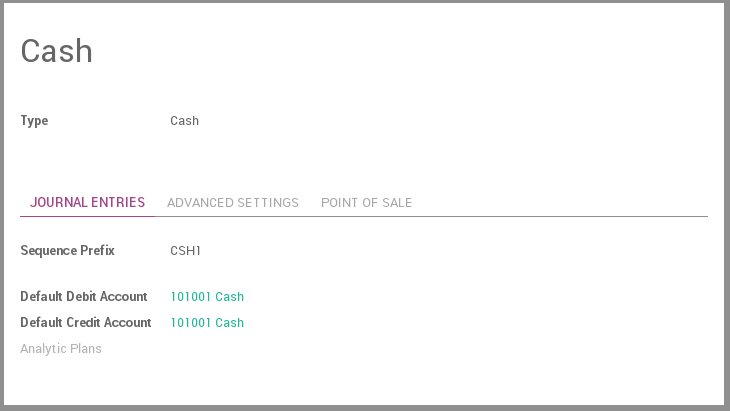 Cash
Type Cash
JOURNAL ENTRIES ADVANCED SETTINGS POINT OF SALE
Sequence Prefix CSH1
Default Debit Account 101001 Cash
Default Credit Account 101001 Cash
Analytic Plans